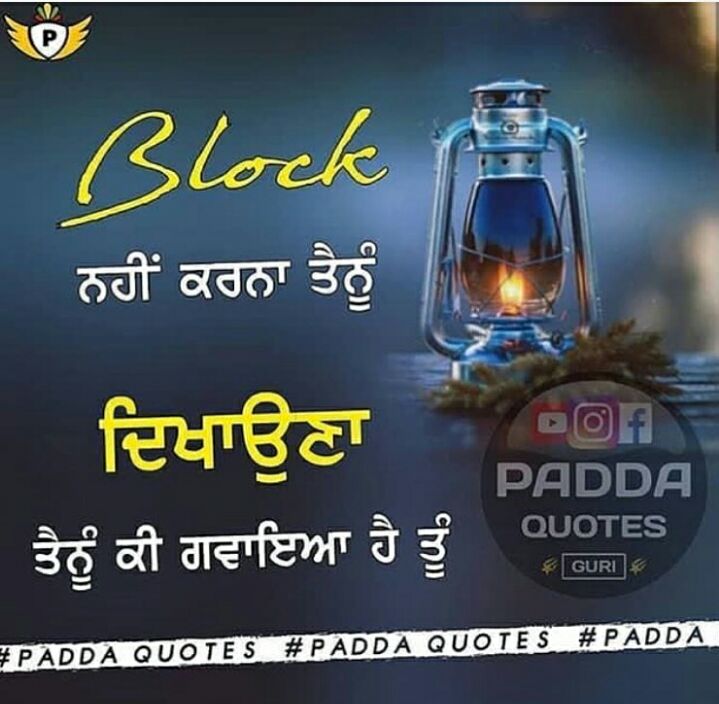 P
Block
ਨਹੀਂ ਕਰਨਾ ਤੈਨੂੰ
ਦਿਖਾਉਣਾ
ਤੈਨੂੰ ਕੀ ਗਵਾਇਆ ਹੈ ਤੂੰ
PADDA
QUOTES
GURI
#PADDA QUOTES #PADDA QUOTES #PADDA